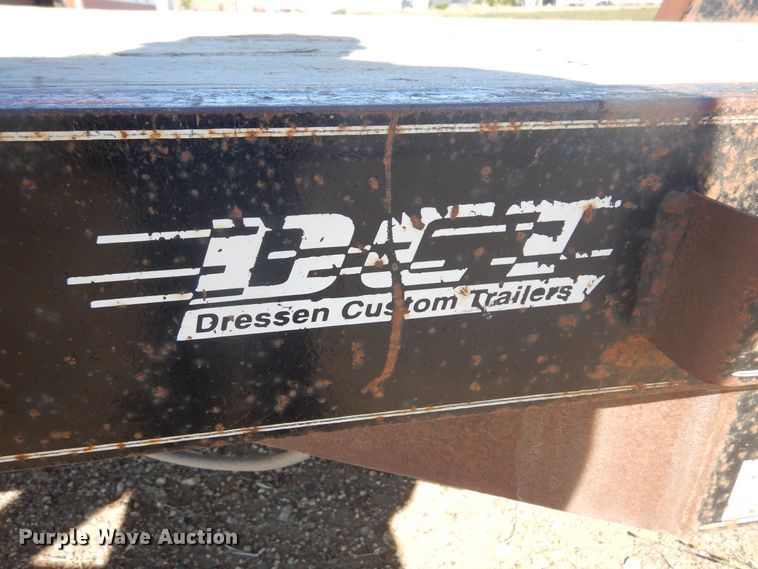 DCT
Dressen Custom Trailers
Purple Wave Auction